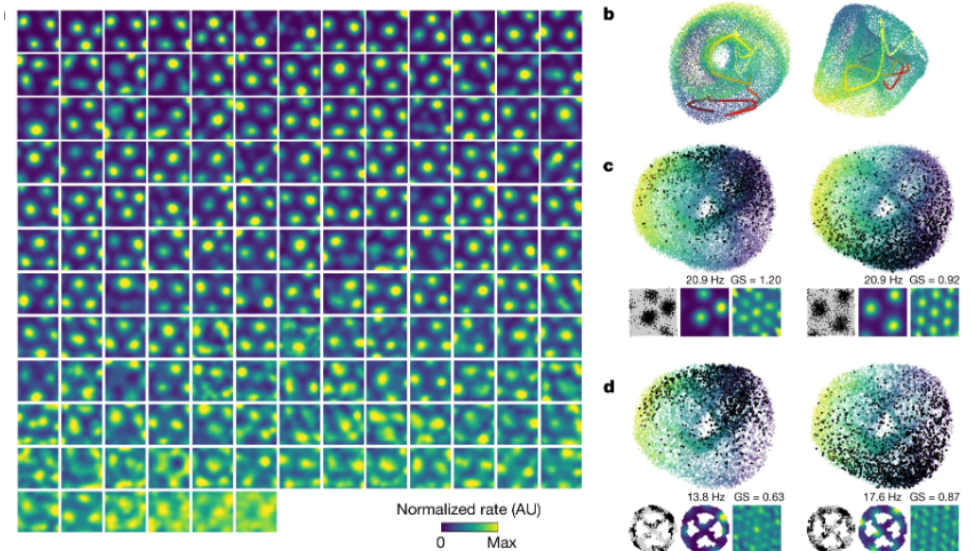 b
c
20.9 Hz GS = 1.20
20.9 Hz GS = 0.92
d
13.8 Hz GS = 0.63
17.6 Hz GS = 0.87
Normalized rate (AU)
0 Max